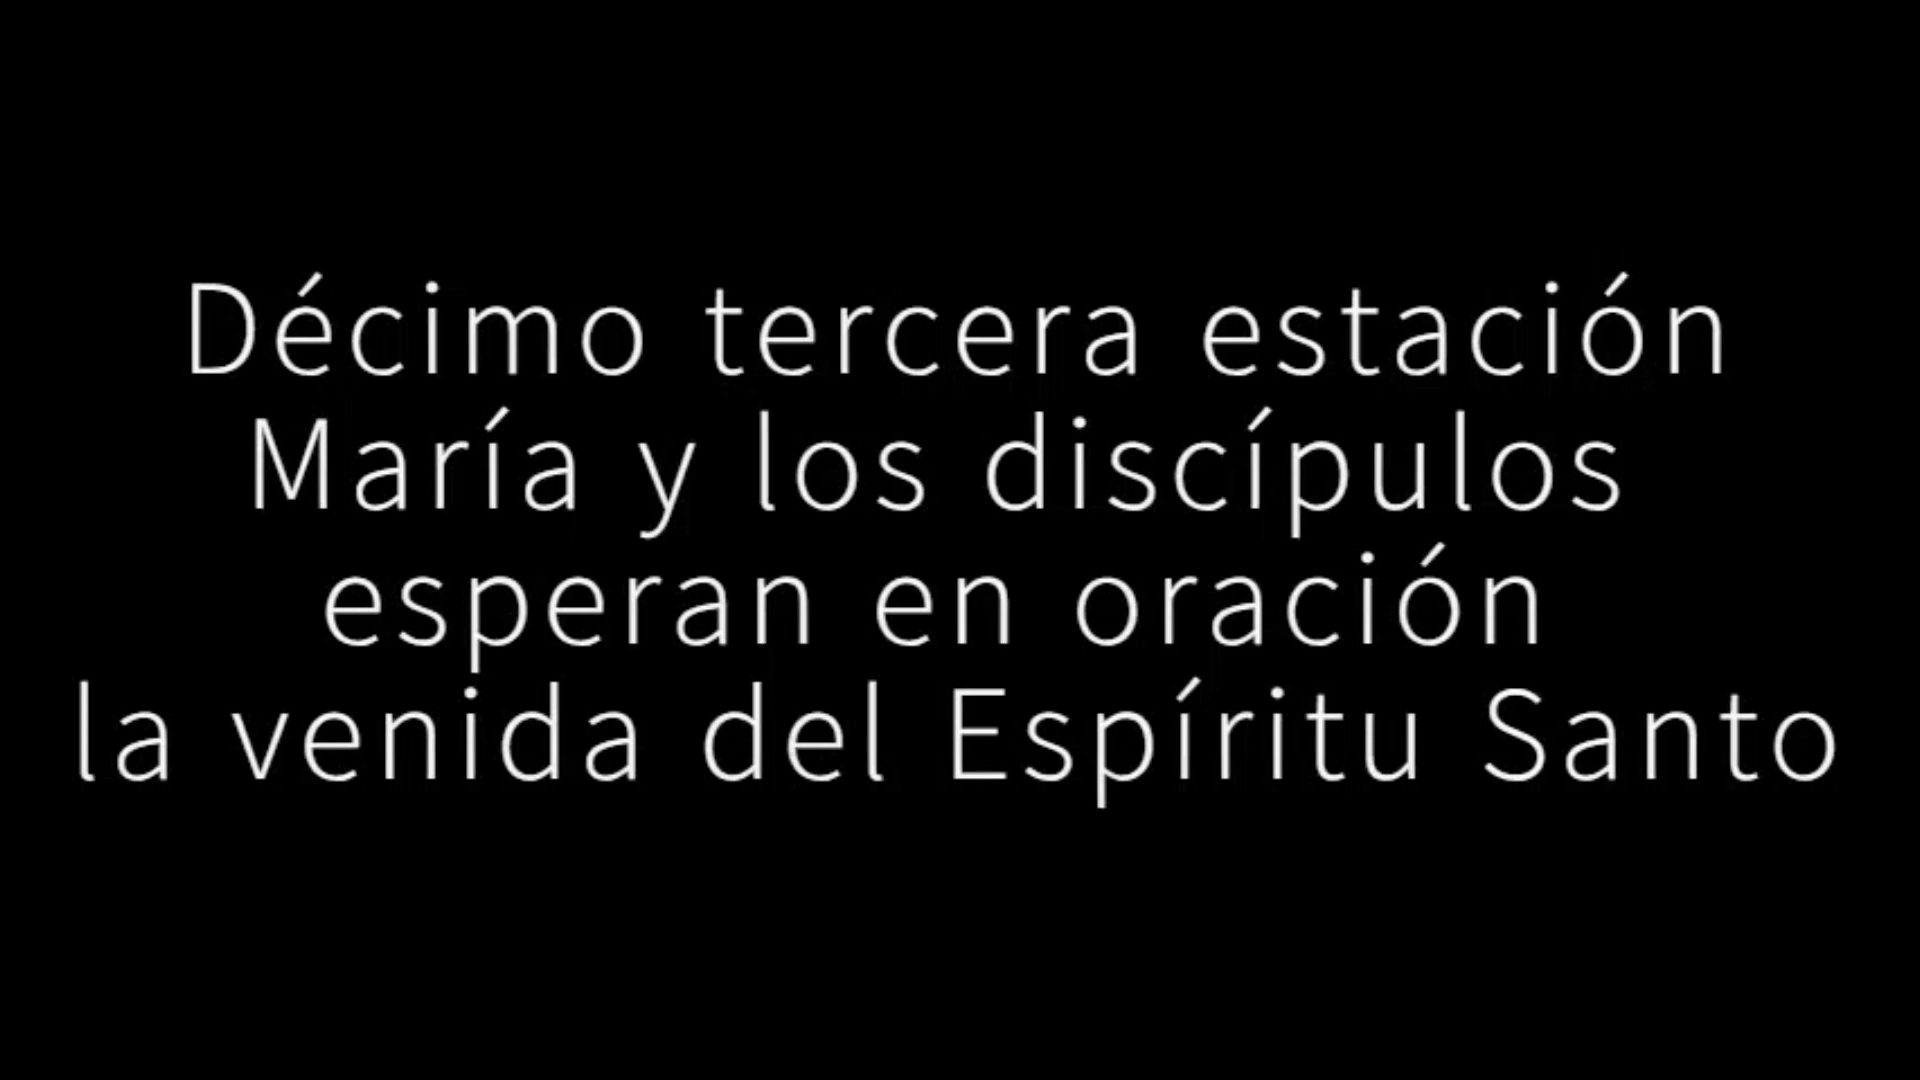 Décimo tercera estación
María y los discípulos
esperan en oración
la venida del Espíritu Santo